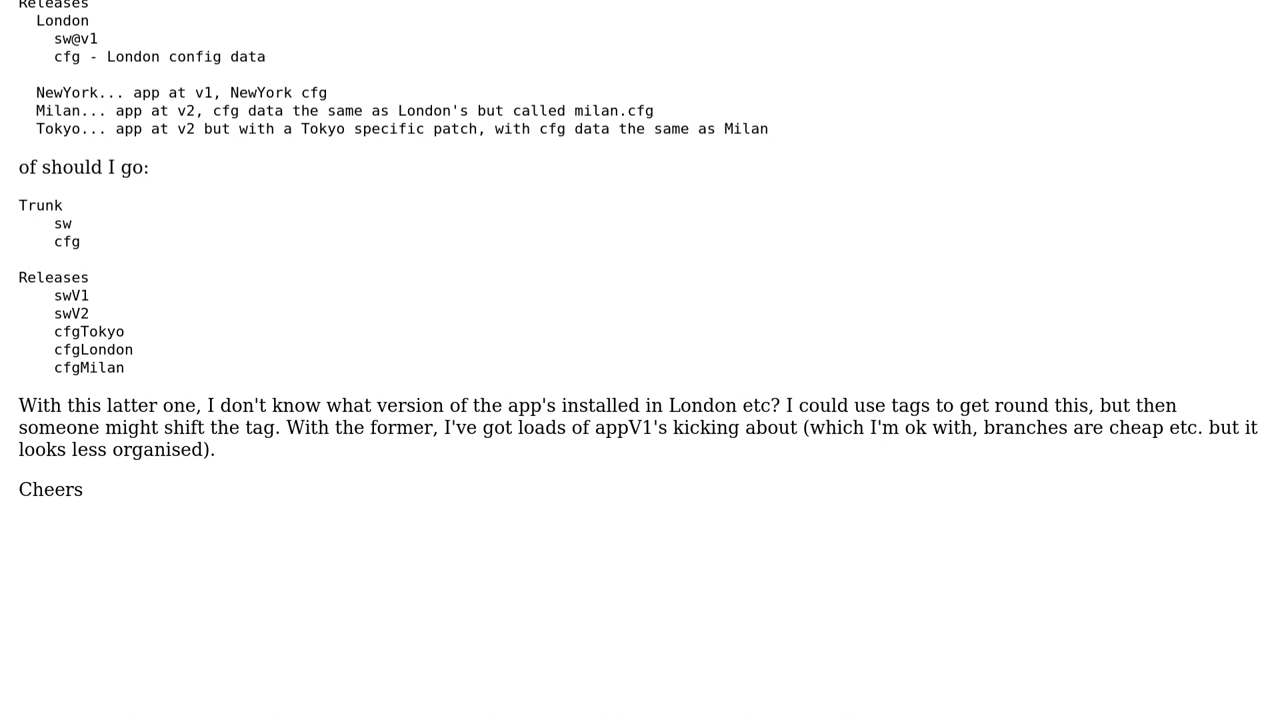 Releases
London
sw@v1
cfg - London config data
NewYork... app at v1, NewYork cfg
Milan... app at v2, cfg data the same as London's but called milan.cfg
Tokyo... app at v2 but with a Tokyo specific patch, with cfg data the same as Milan
of should I go:
Trunk
sw
cfg
Releases
swV1
swV2
cfgTokyo
cfgLondon
cfgMilan
With this latter one, I don't know what version of the app's installed in London etc? I could use tags to get round this, but then
someone might shift the tag. With the former, I've got loads of appV1's kicking about (which I'm ok with, branches are cheap etc. but it
looks less organised).
Cheers